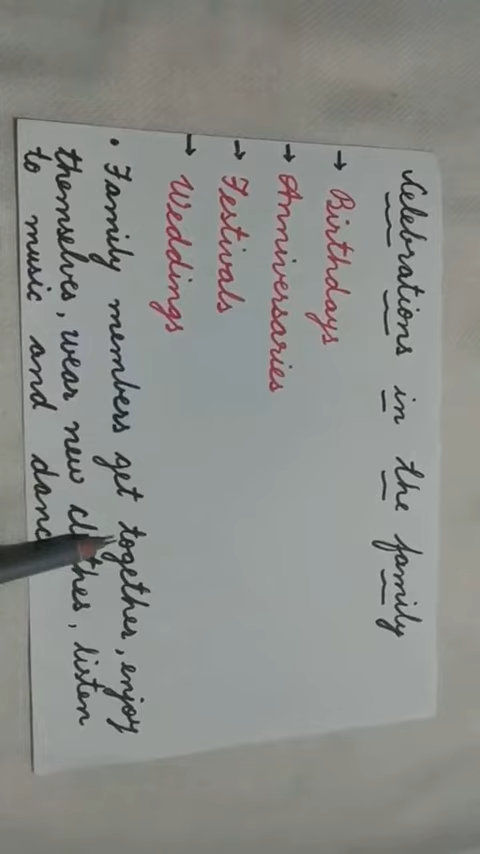 Celebrations in the family
→ Birthdays
→ Anniversaries
→ Festivals
→ Weddings
• Family members get together, enjoy
themselves, wear new clothes, listen
to music and